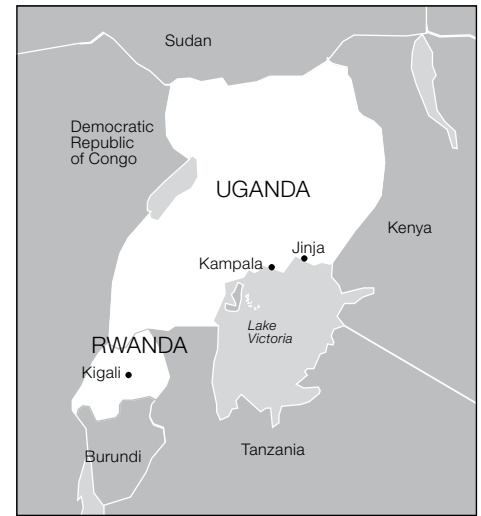 Sudan
Democratic
Republic
of Congo
UGANDA
Kenya
Jinja
Kampala
Lake
Victoria
RWANDA
Kigali
Burundi
Tanzania